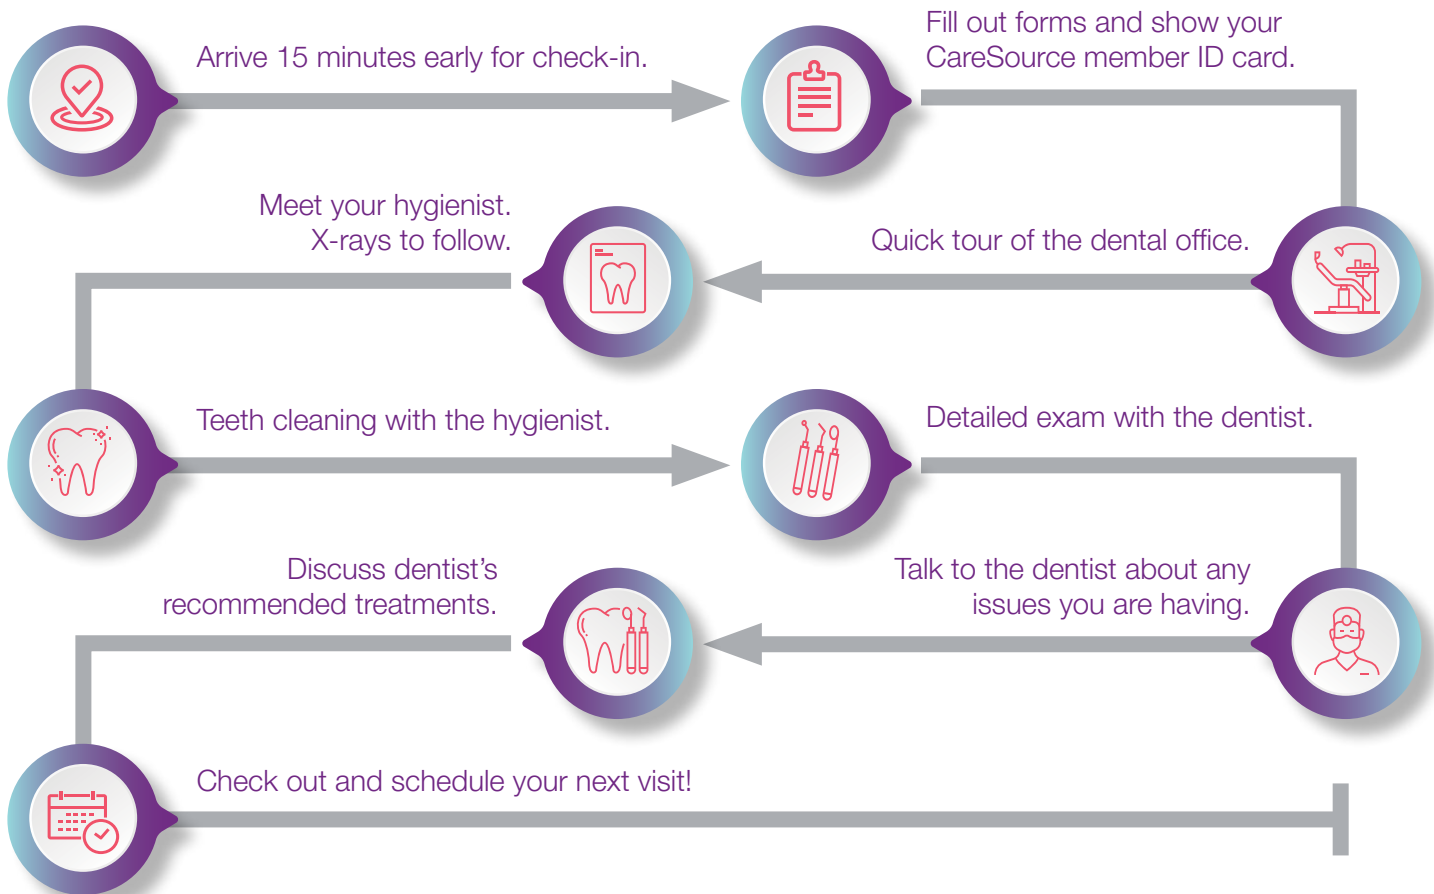 Arrive 15 minutes early for check-in.
Fill out forms and show your
CareSource member ID card.
Quick tour of the dental office.
Meet your hygienist.
X-rays to follow.
Teeth cleaning with the hygienist.
Detailed exam with the dentist.
Talk to the dentist about any
issues you are having.
Discuss dentist’s
recommended treatments.
Check out and schedule your next visit!